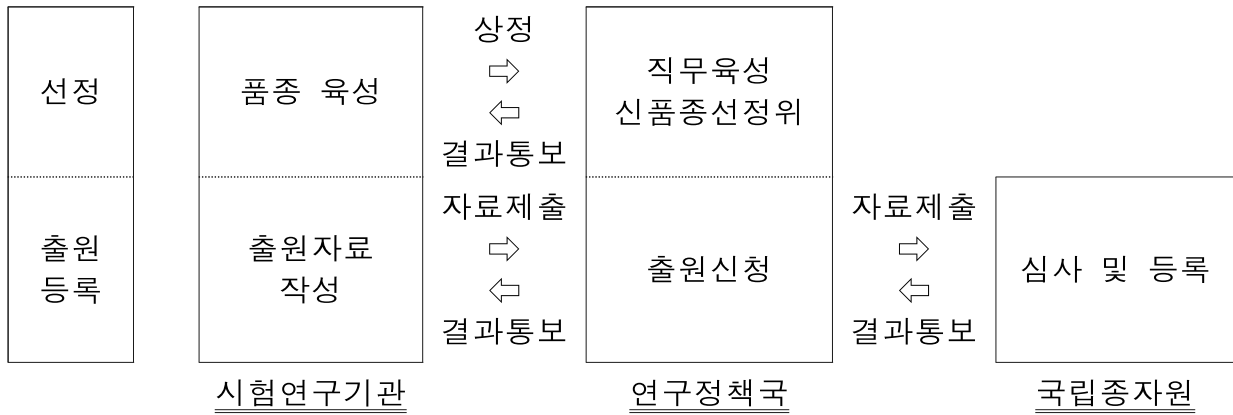 선정
품종 육성
상정
⇨
⇦
결과통보
직무육성
신품종선정위
출원
등록
출원자료
작성
자료제출
⇨
⇦
결과통보
출원신청
자료제출
⇨
⇦
결과통보
심사 및 등록
시험연구기관
연구정책국
국립종자원